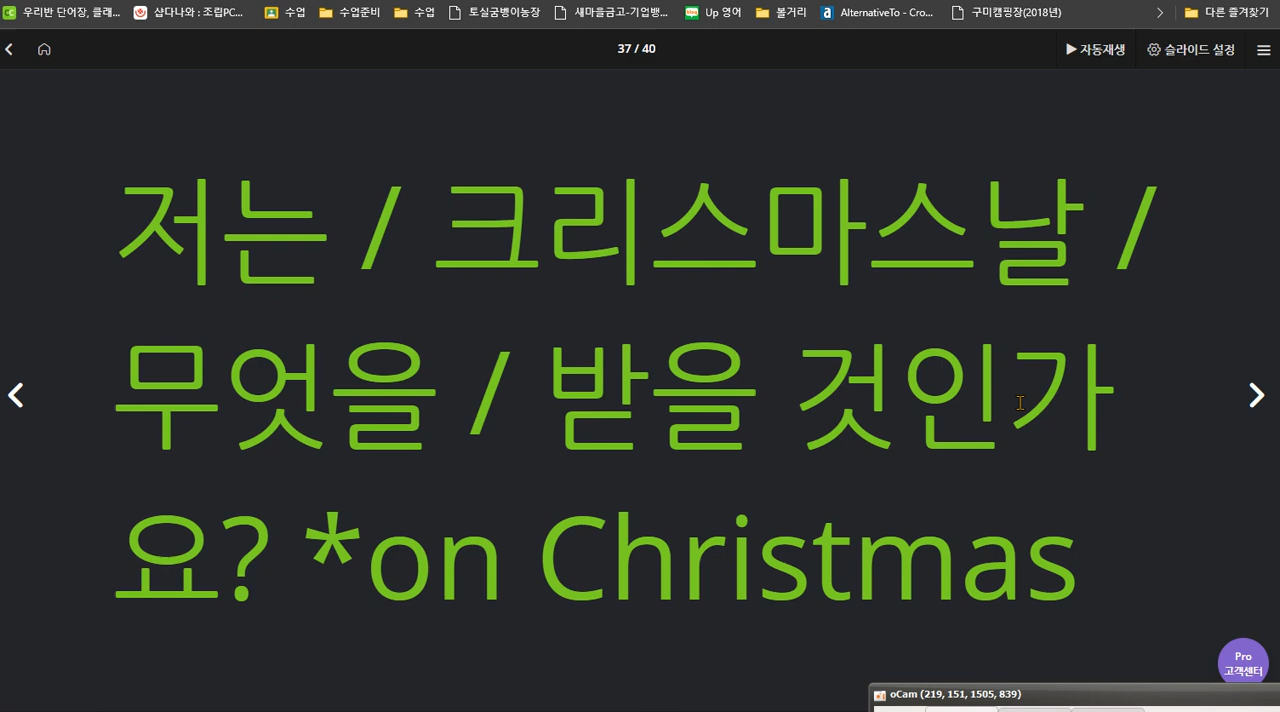 우리반 단어장, 클래... 샵다나와 : 조립PC... 수업 수업준비 수업 토실굼벵이농장 새마을금고-기업뱅... Up 영어 볼거리 AlternativeTo - Cro... 구미캠핑장(2018년) 다른 즐겨찾기
37 / 40 자동재생 슬라이드 설정
저는 / 크리스마스날 /
무엇을 / 받을 것인가
요? *on Christmas
Pro
고객센터
oCam (219, 151, 1505, 839)